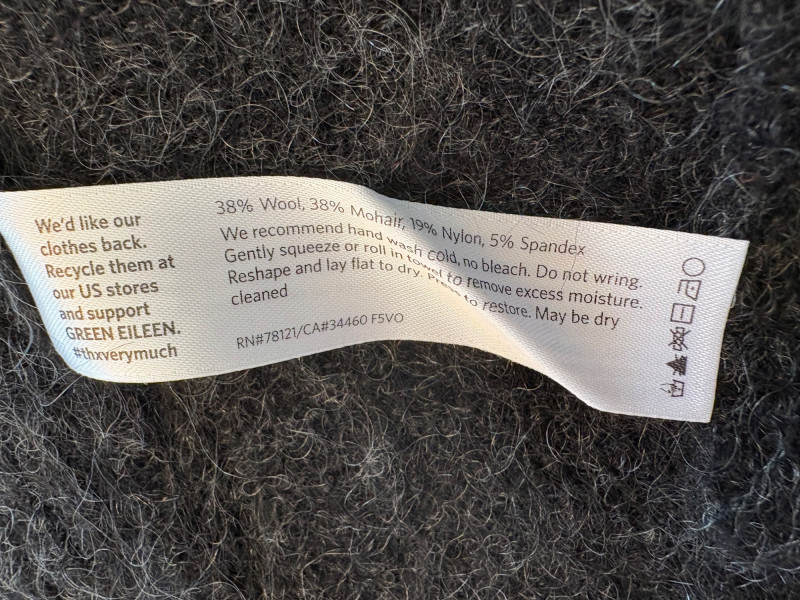 We'd like our
clothes back.
Recycle them at
our US stores
and support
GREEN EILEEN.
#thxverymuch
38% Wool, 38% Mohair, 19% Nylon, 5% Spandex
We recommend hand wash cold, no bleach. Do not wring.
Gently squeeze or roll in towel to remove excess moisture.
Reshape and lay flat to dry. Press to restore. May be dry
cleaned
RN#78121/CA#34460 F5VO